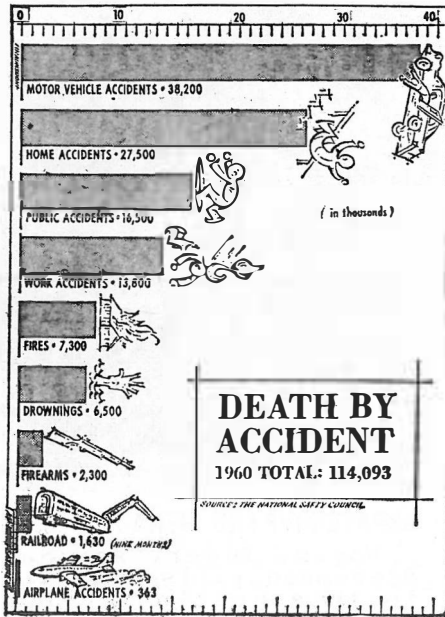 0 10 20 30 40
MOTOR VEHICLE ACCIDENTS • 38,200
HOME ACCIDENTS • 27,500
PUBLIC ACCIDENTS • 16,500
(in thousands)
WORK ACCIDENTS • 13,800
FIRES • 7,300
DROWNINGS • 6,500
DEATH BY
ACCIDENT
1960 TOTAL: 114,093
FIREARMS • 2,300
SOURCE: THE NATIONAL SAFTY COUNCIL
RAILROAD • 1,630 (NINE MONTHS)
AIRPLANE ACCIDENTS • 363